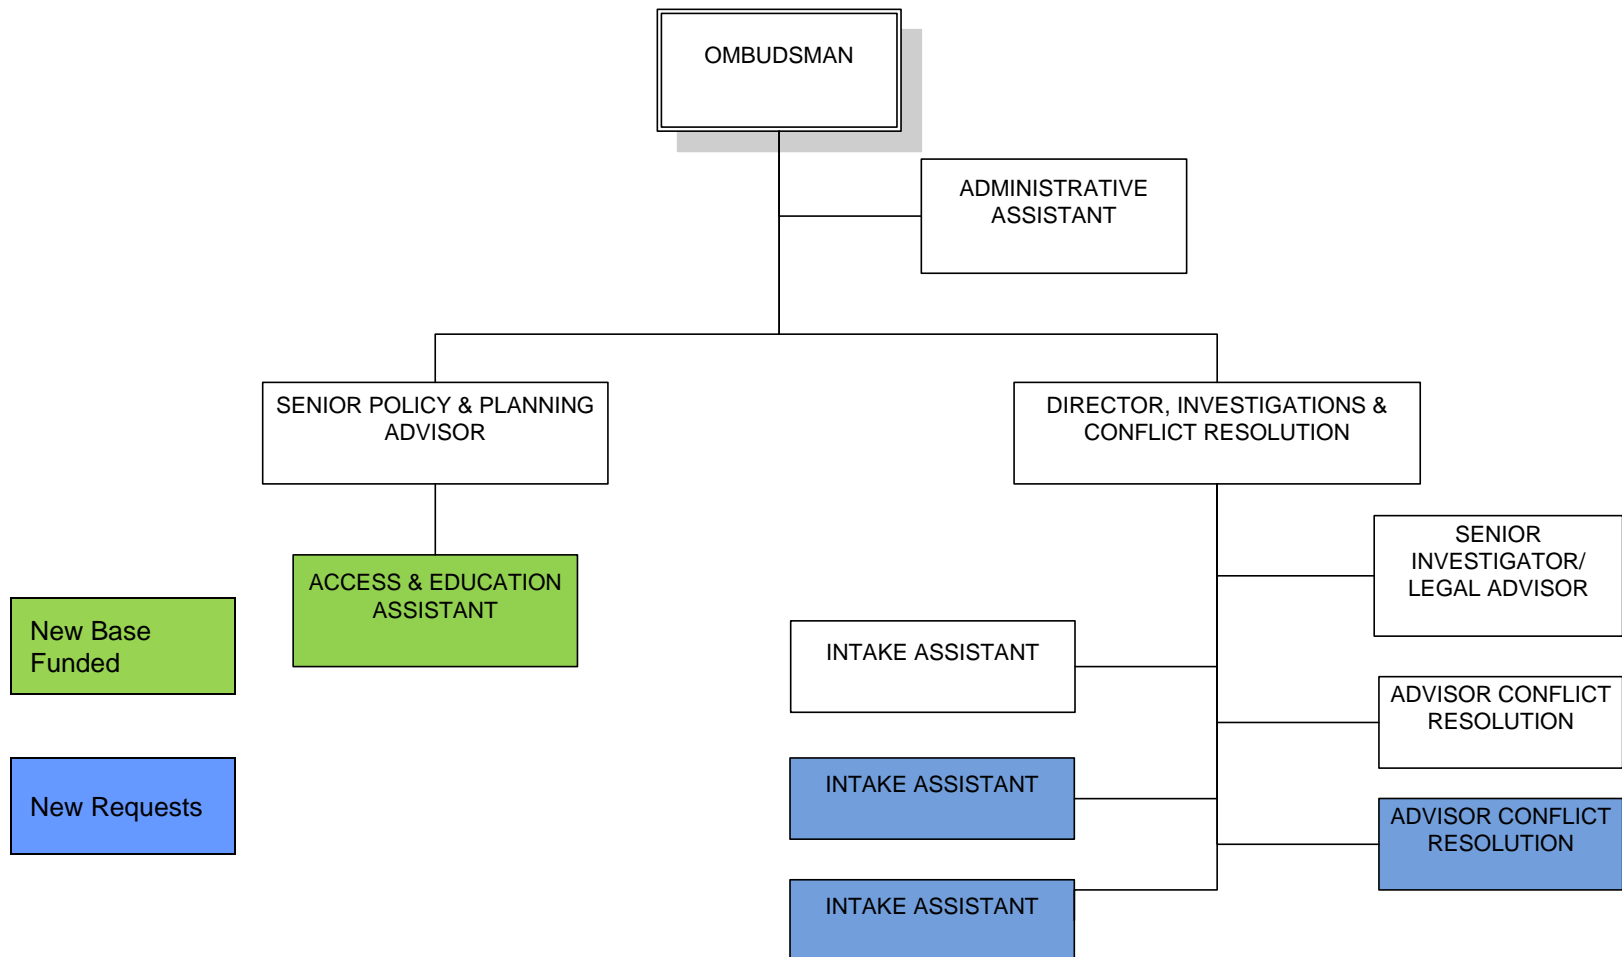 OMBUDSMAN
ADMINISTRATIVE
ASSISTANT
SENIOR POLICY & PLANNING
ADVISOR
DIRECTOR, INVESTIGATIONS &
CONFLICT RESOLUTION
ACCESS & EDUCATION
ASSISTANT
SENIOR
INVESTIGATOR/
LEGAL ADVISOR
New Base
Funded
INTAKE ASSISTANT
ADVISOR CONFLICT
RESOLUTION
New Requests
INTAKE ASSISTANT
ADVISOR CONFLICT
RESOLUTION
INTAKE ASSISTANT